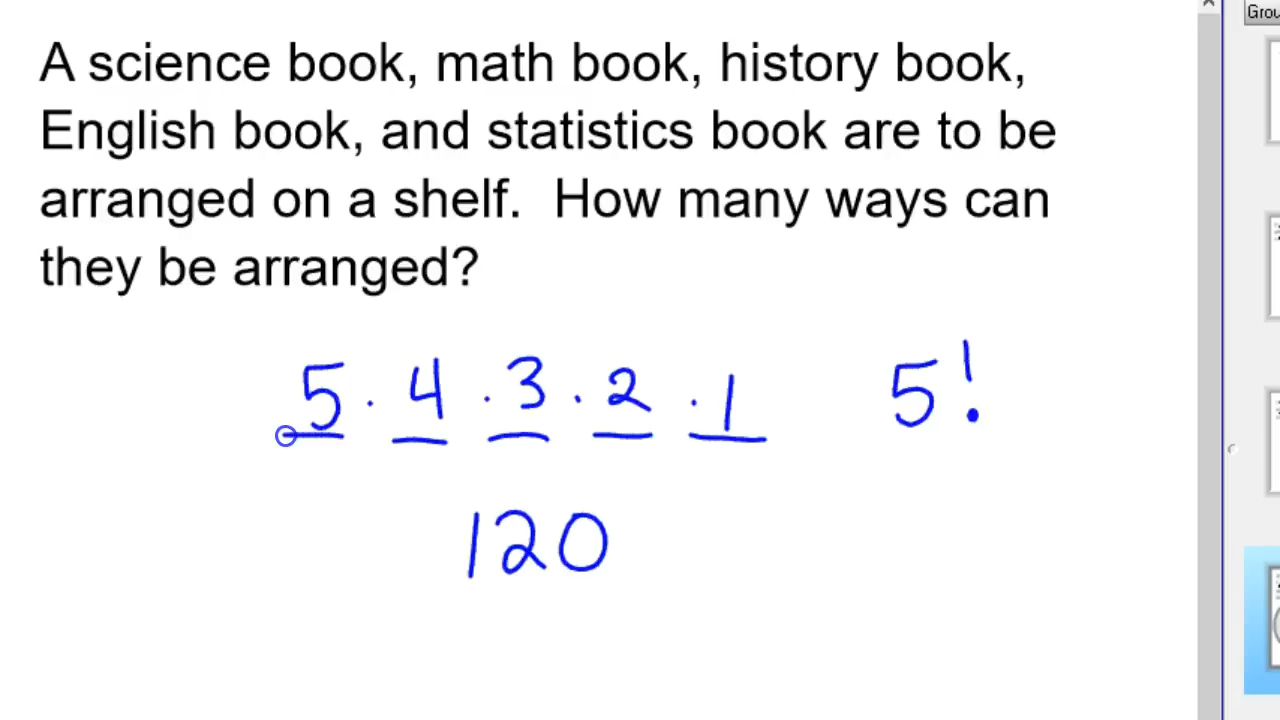 Grou
A science book, math book, history book,
English book, and statistics book are to be
arranged on a shelf.  How many ways can
they be arranged?
5 . 4 . 3 . 2 . 1 5!
120